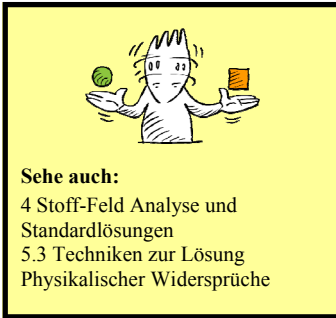 Sehe auch:
4 Stoff-Feld Analyse und
Standardlösungen
5.3 Techniken zur Lösung
Physikalischer Widersprüche